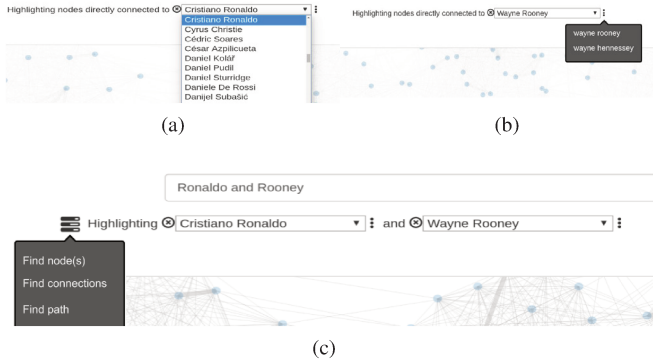 Highlighting nodes directly connected to Cristiano Ronaldo
Cristiano Ronaldo
Cyrus Christie
Cédric Soares
César Azpilicueta
Daniel Kolář
Daniel Pudil
Daniel Sturridge
Daniele De Rossi
Danijel Subašić
(a)
Highlighting nodes directly connected to Wayne Rooney
wayne rooney
wayne hennessey
(b)
Ronaldo and Rooney
Highlighting Cristiano Ronaldo and Wayne Rooney
Find node(s)
Find connections
Find path
(c)